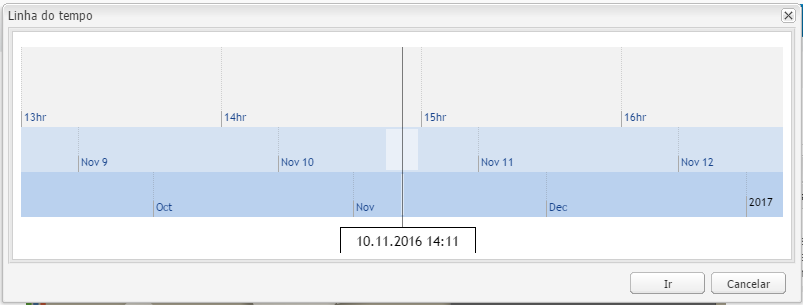 Linha do tempo
13hr 14hr 15hr 16hr
Nov 9 Nov 10 Nov 11 Nov 12
Oct Nov Dec 2017
10.11.2016 14:11
Ir Cancelar